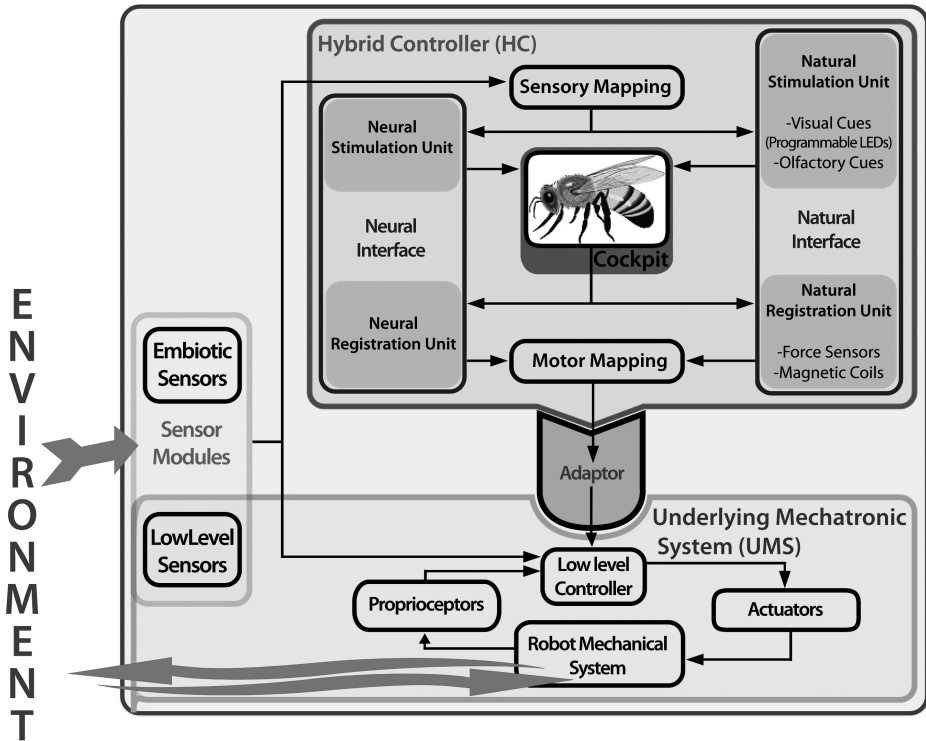 Hybrid Controller (HC)
Sensory Mapping
Neural
Stimulation Unit
Neural
Interface
Neural
Registration Unit
Natural
Stimulation Unit
-Visual Cues
(Programmable LEDs)
-Olfactory Cues
Natural
Interface
Natural
Registration Unit
-Force Sensors
-Magnetic Coils
Cockpit
Motor Mapping
Adaptor
ENVIRONMENT
Embiotic
Sensors
Sensor
Modules
LowLevel
Sensors
Underlying Mechatronic
System (UMS)
Low level
Controller
Proprioceptors
Actuators
Robot Mechanical
System